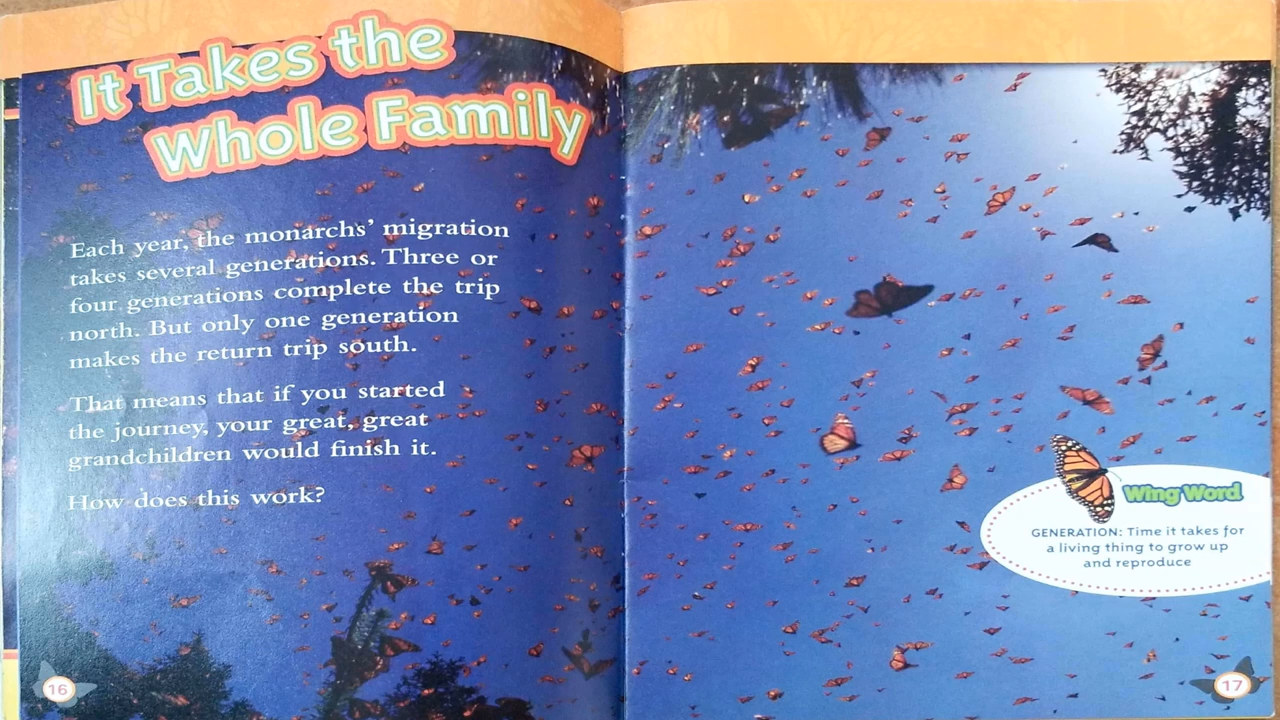 It Takes the
Whole Family
Each year, the monarchs' migration
takes several generations. Three or
four generations complete the trip
north. But only one generation
makes the return trip south.
That means that if you started
the journey, your great, great
grandchildren would finish it.
How does this work?
16
Wing Word
GENERATION: Time it takes for
a living thing to grow up
and reproduce
17